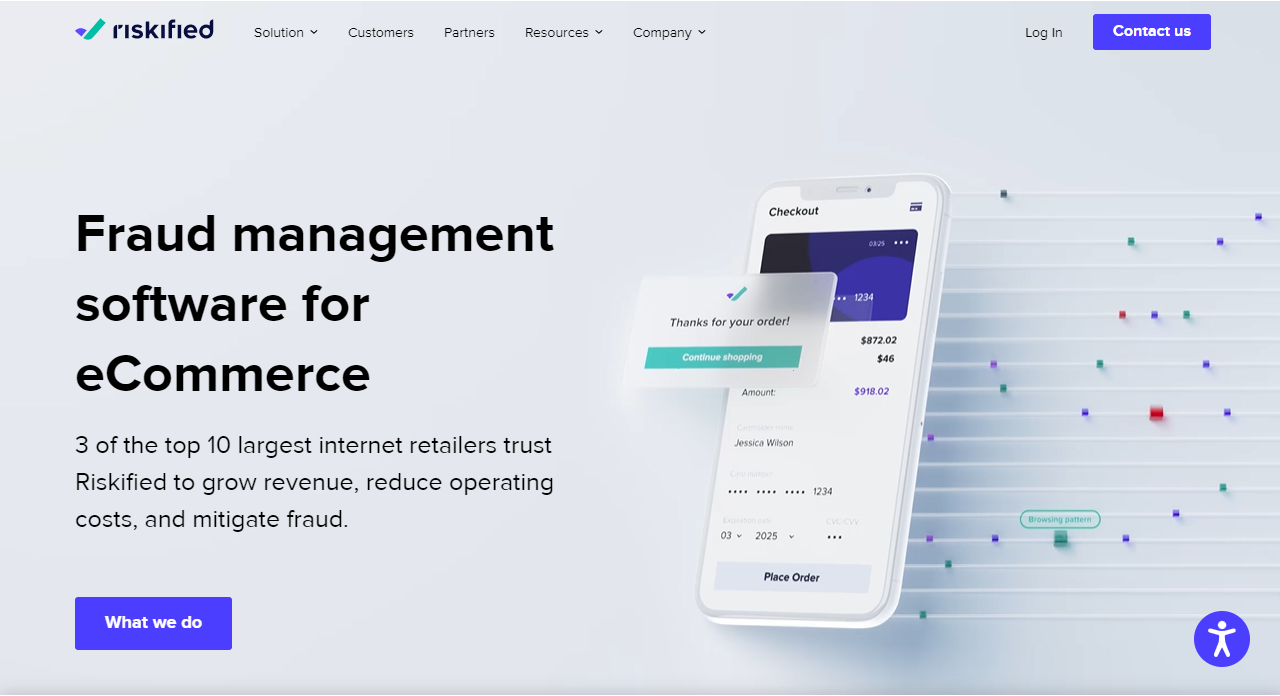 riskified
Solution
Customers
Partners
Resources
Company
Log In
Contact us
Fraud management
software for
eCommerce
3 of the top 10 largest internet retailers trust
Riskified to grow revenue, reduce operating
costs, and mitigate fraud.
What we do
Checkout
03/25
1234
Thanks for your order!
Continue shopping
$872.02
$46
Amount: $918.02
Cardholder name
Jessica Wilson
Card number
•••• •••• •••• 1234
Expiration date CVC/CVV
03 2025 •••
Place Order
Browsing pattern